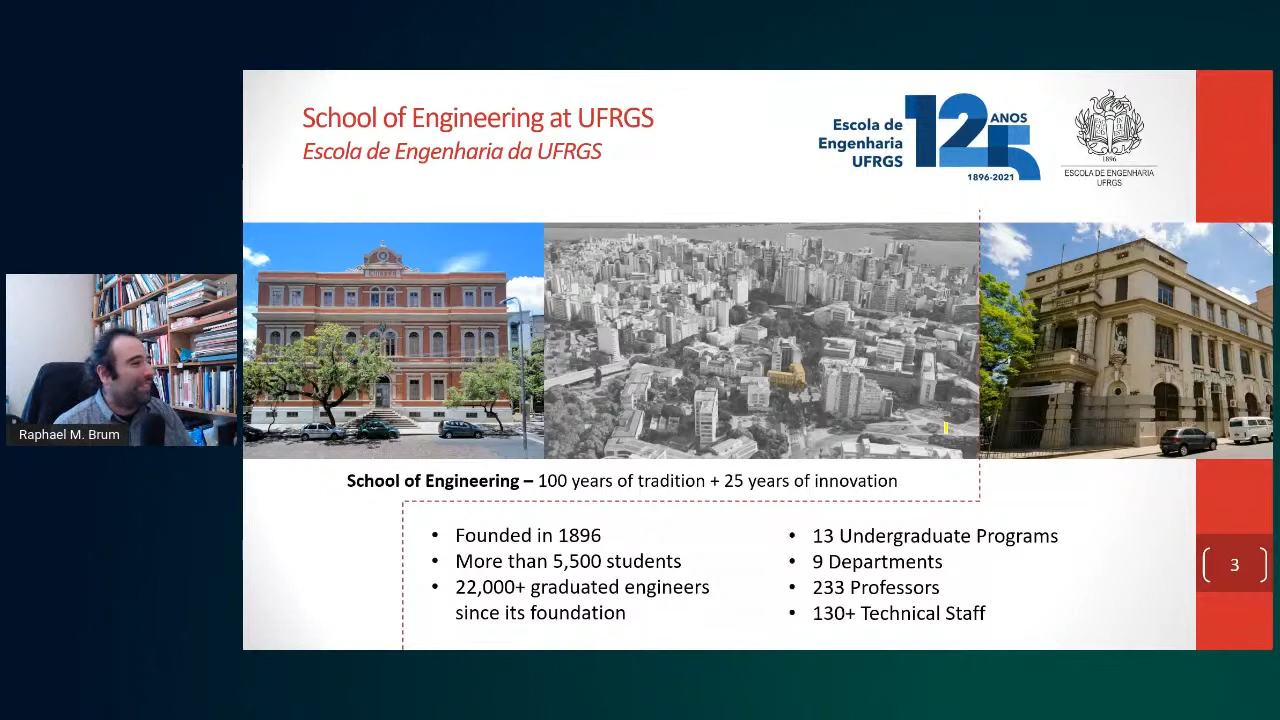 School of Engineering at UFRGS
Escola de Engenharia da UFRGS
Escola de
Engenharia
UFRGS
125
ANOS
1896-2021
1896
ESCOLA DE ENGENHARIA
UFRGS
Raphael M. Brum
School of Engineering – 100 years of tradition + 25 years of innovation
• Founded in 1896
• More than 5,500 students
• 22,000+ graduated engineers
since its foundation
• 13 Undergraduate Programs
• 9 Departments
• 233 Professors
• 130+ Technical Staff
3